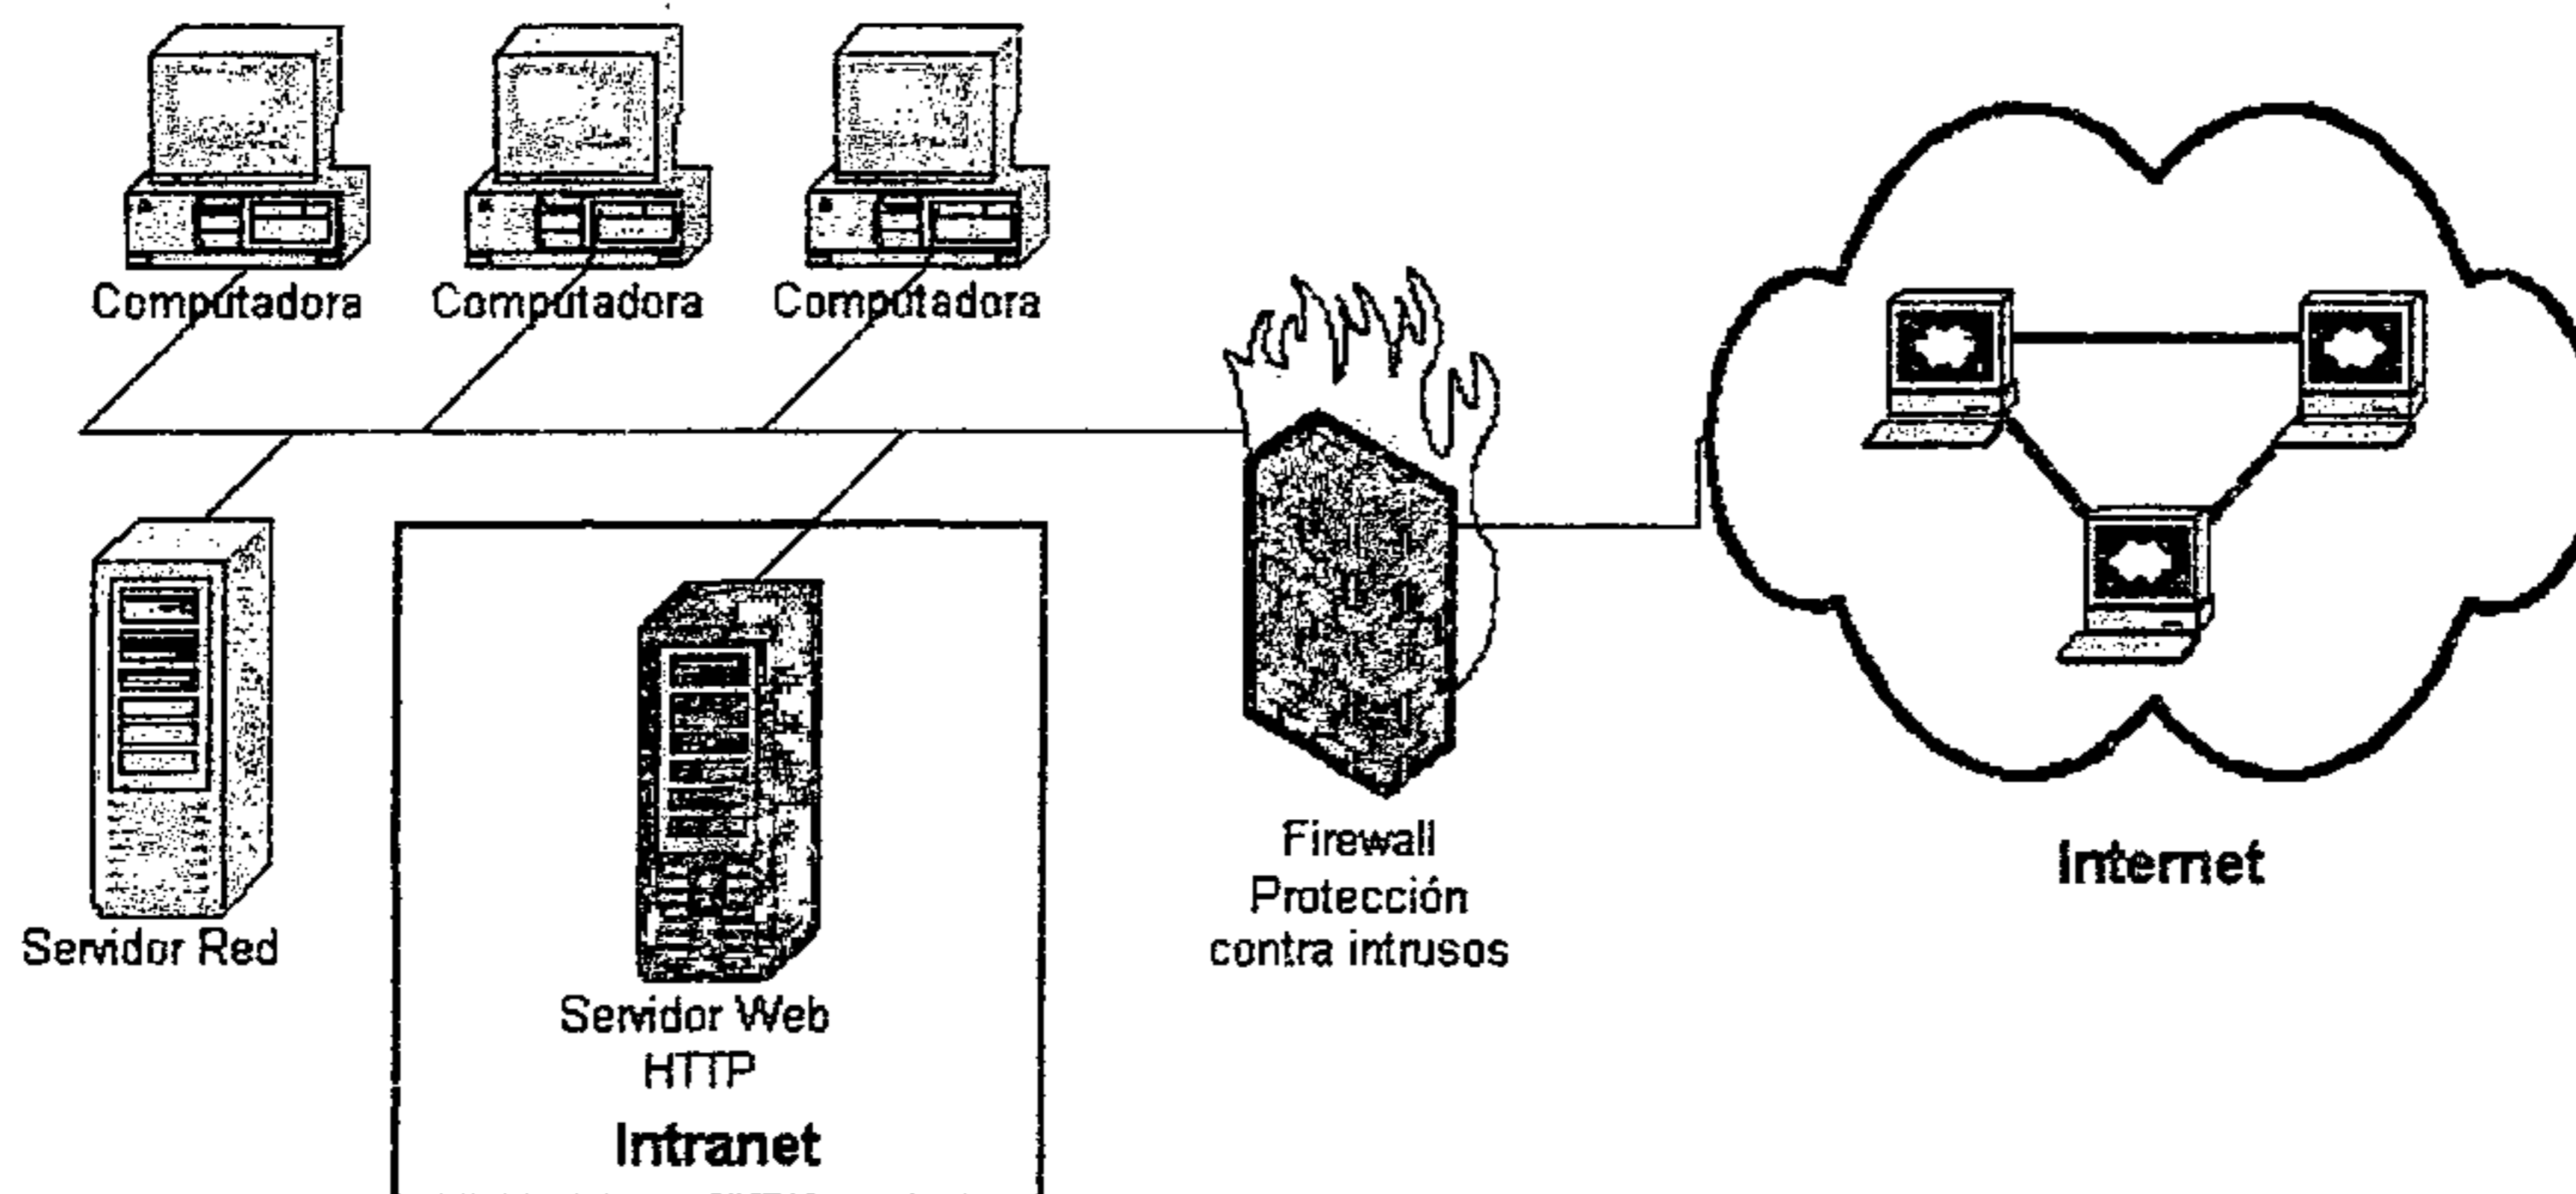 Computadora Computadora Computadora
Servidor Red
Servidor Web
HTTP
Intranet
Firewall
Protección
contra intrusos
Internet